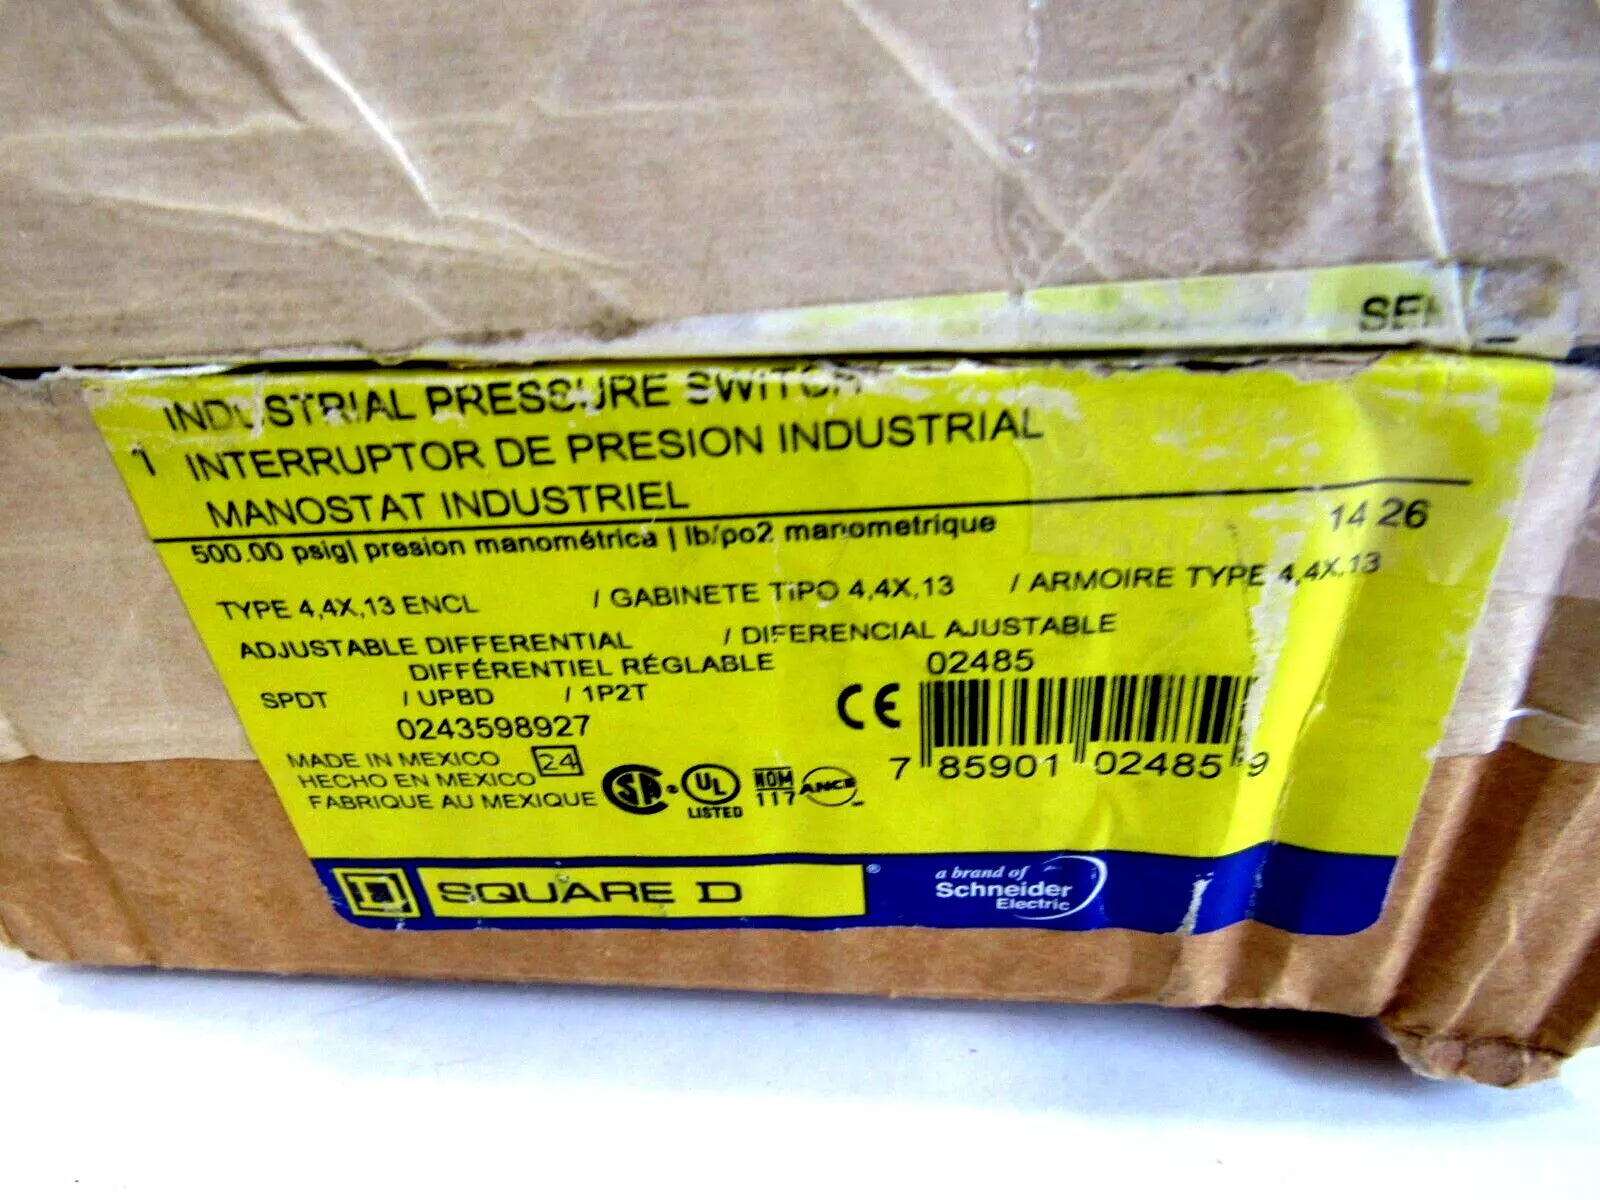 INDUSTRIAL PRESSURE SWITCH
1 INTERRUPTOR DE PRESION INDUSTRIAL
MANOSTAT INDUSTRIEL
500.00 psig| presion manométrica | lb/po2 manometrique 14 26
TYPE 4,4X,13 ENCL / GABINETE TIPO 4,4X,13 / ARMOIRE TYPE 4,4X,13
ADJUSTABLE DIFFERENTIAL / DIFERENCIAL AJUSTABLE
DIFFÉRENTIEL RÉGLABLE 02485
SPDT / UPBD / 1P2T
0243598927 CE
MADE IN MEXICO 24
HECHO EN MEXICO
FABRIQUE AU MEXIQUE
SA UL LISTED NOM 117 ANCE
7 85901 02485 9
SQUARE D ®
a brand of
Schneider
Electric